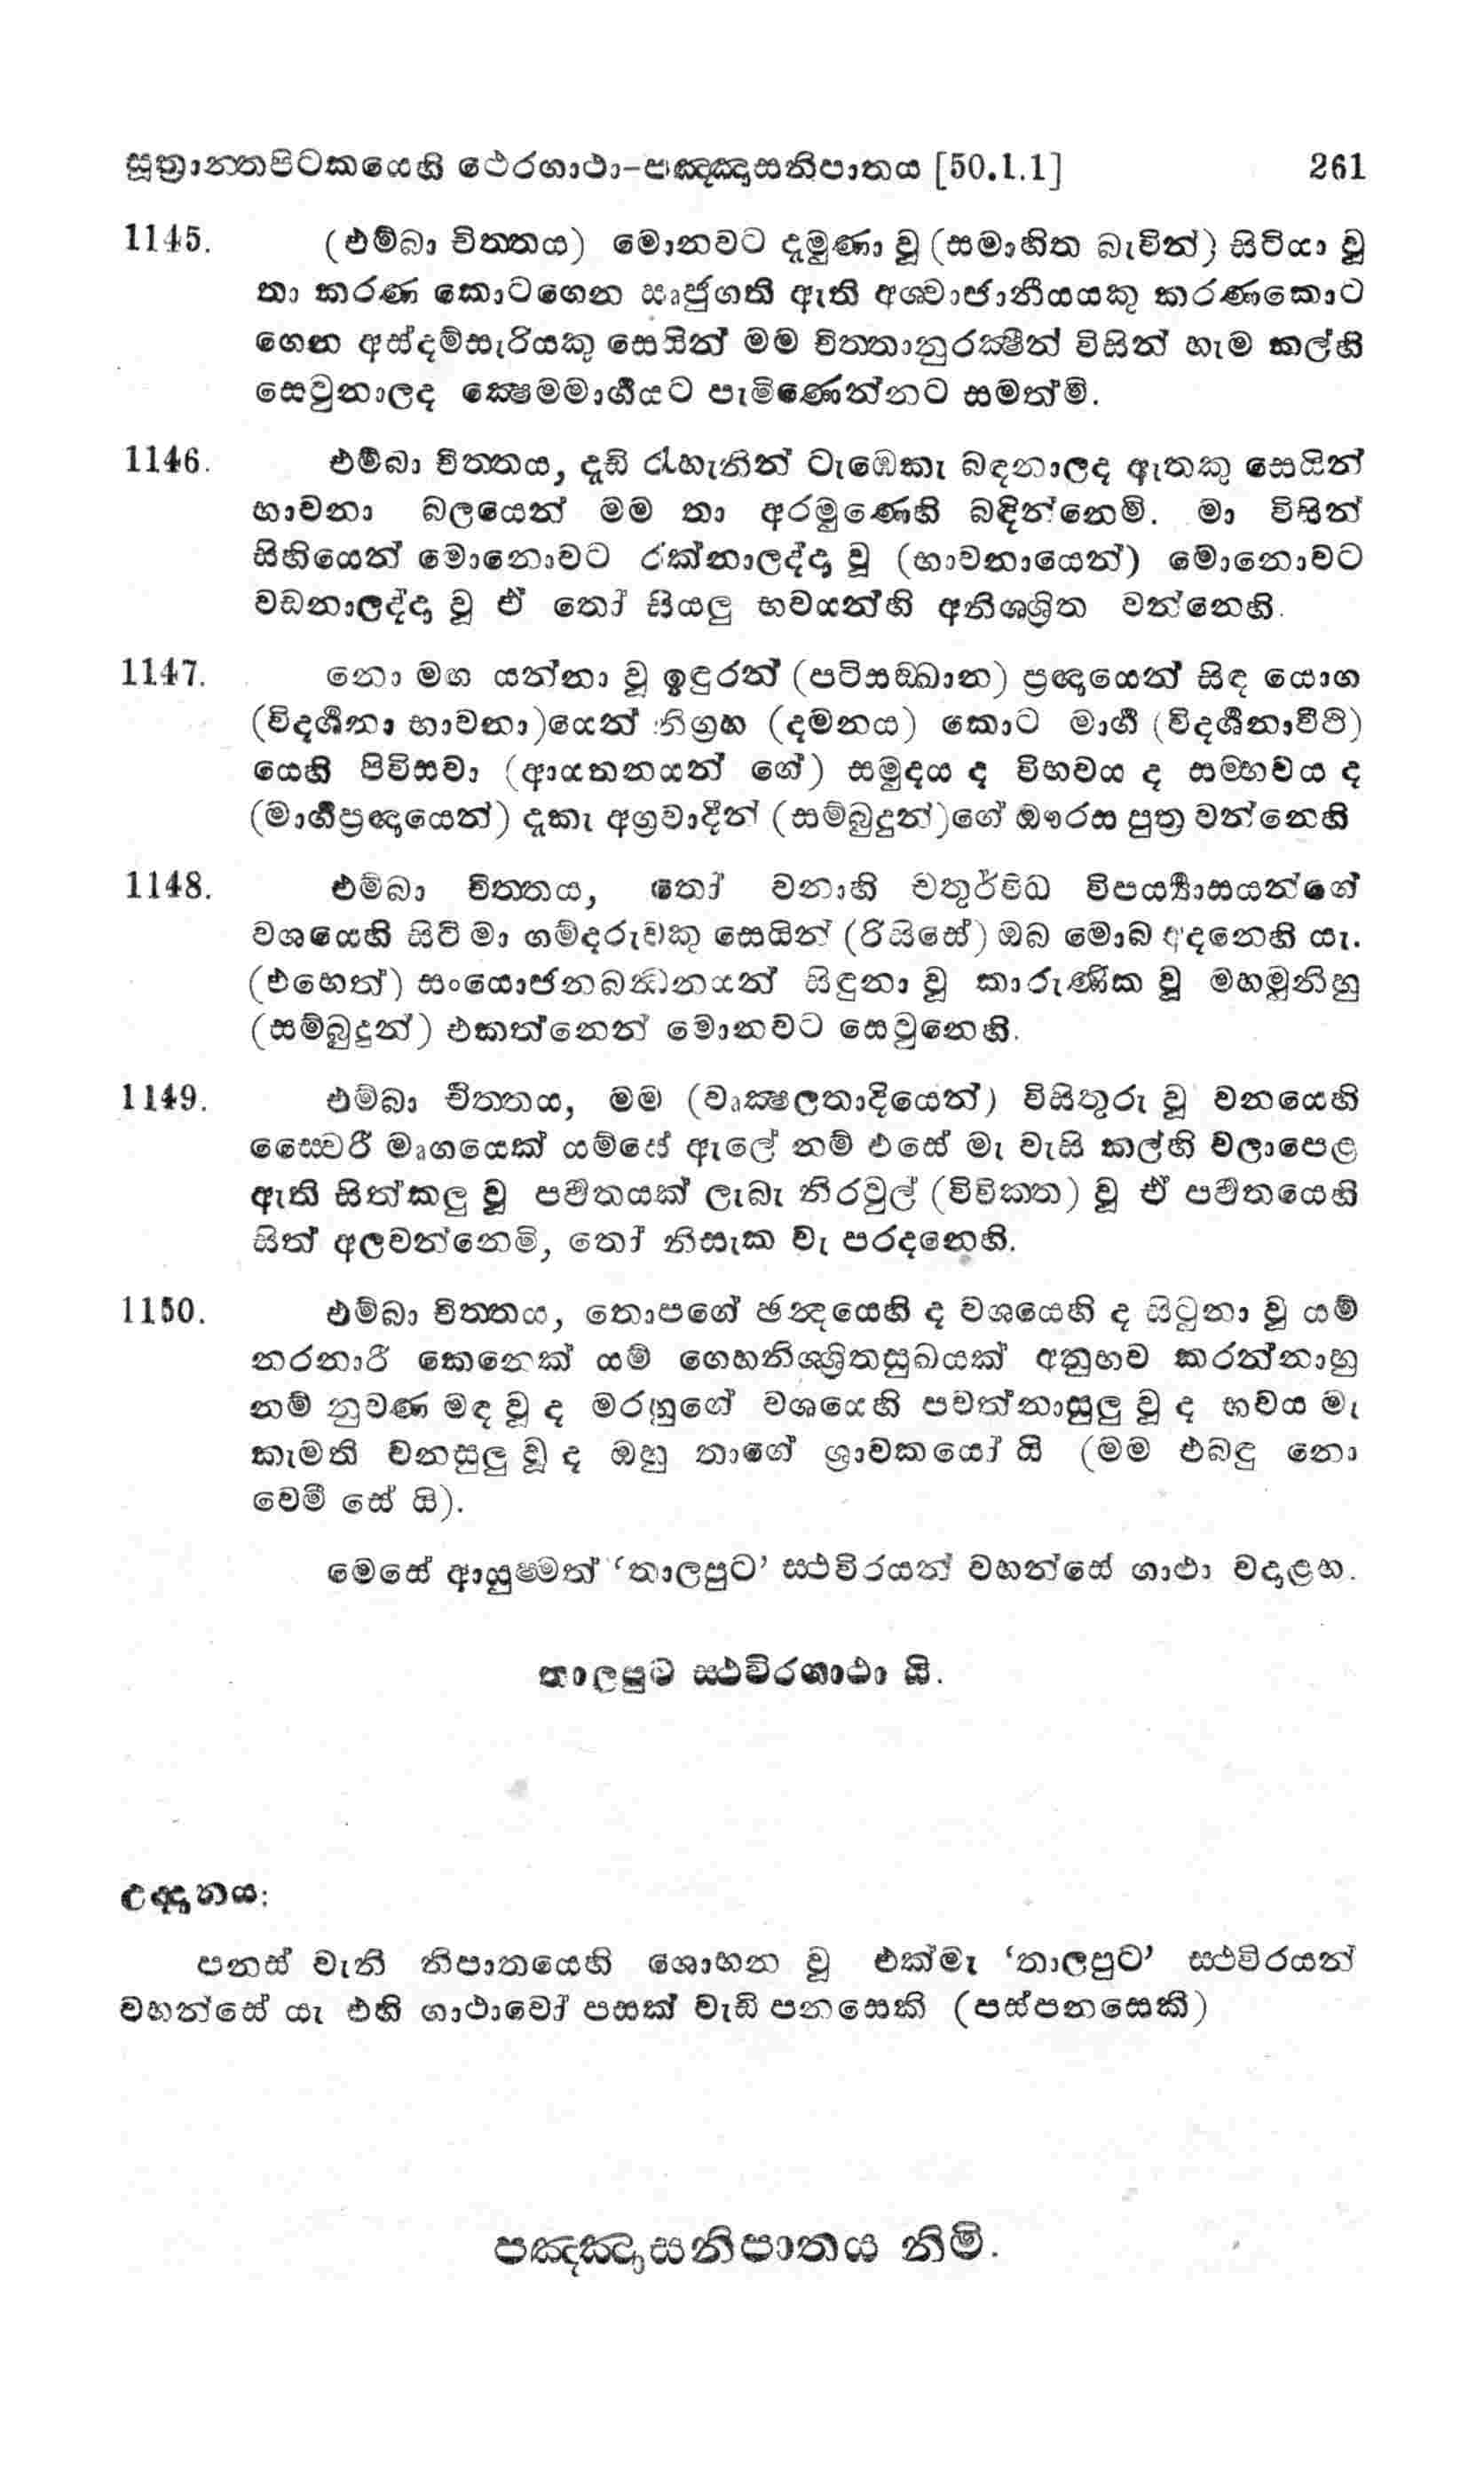 සූත්‍රාන්තපිටකයෙහි ථෙරගාථා-පඤ්ඤාසනිපාතය [50.1.1] 261
1145. (එම්බා චිත්තය) මොනවට දැමුණා වූ (සමාහිත බැවින්) සිටියා වූ
තා කරණ කොටගෙන ඍජුගති ඇති අශ්වාජානීයයකු කරණකොට
ගෙන අස්දම්සැරියකු සෙයින් මම චිත්තානුරක්ෂීන් විසින් හැම කල්හි
සෙවුනාලද ක්ෂෙමමාර්ගයට පැමිණෙන්නට සමත්මි.
1146. එම්බා චිත්තය, දැඩි රැහැනින් ටැඹෙකැ බඳනාලද ඇතකු සෙයින්
භාවනා බලයෙන් මම තා අරමුණෙහි බඳින්නෙමි. මා විසින්
සිහියෙන් මොනොවට රක්නාලද්ද වූ (භාවනායෙන්) මොනොවට
වඩනාලද්ද වූ ඒ තෝ සියලු භවයන්හි අනිශ්‍රිත වන්නෙහි.
1147. නො මග යන්නා වූ ඉඳුරන් (පටිසඞ්ඛාන) ප්‍රඥායෙන් සිඳ යොග
(විදර්ශනා භාවනා)යෙන් නිග්‍රහ (දමනය) කොට මාර්ග (විදර්ශනාවීථි)
යෙහි පිවිසවා (ආයතනයන් ගේ) සමුදය ද විභවය ද සම්භවය ද
(මාර්ගප්‍රඥායෙන්) දැකැ අග්‍රවාදීන් (සම්බුදුන්)ගේ ඖරස පුත්‍ර වන්නෙහි
1148. එම්බා චිත්තය, තෝ වනාහි චතුර්විධ විපර්ය්‍යාසයන්ගේ
වශයෙහි සිටි මා ගම්දරුවකු සෙයින් (රිසිසේ) ඔබ මොබ අදනෙහි යැ.
(එහෙත්) සංයොජනබන්ධනයන් සිඳුනා වූ කාරුණික වූ මහමුනිහු
(සම්බුදුන්) එකාත්නෙන් මොනවට සෙවුනෙහි.
1149. එම්බා චිත්තය, මම (වෘක්ෂලතාදියෙන්) විසිතුරු වූ වනයෙහි
ස්වෛරී මෘගයෙක් යම්සේ ඇලේ නම් එසේ මැ වැසි කල්හි වලාපෙළ
ඇති සිත්කලු වූ පර්වතයක් ලැබැ නිරවුල් (විවික්ත) වූ ඒ පර්වතයෙහි
සිත් අලවන්නෙමි, තෝ නිසැක වැ පරදනෙහි.
1150. එම්බා චිත්තය, තොපගේ ඡන්දයෙහි ද වශයෙහි ද සිටුනා වූ යම්
නරනාරී කෙනෙක් යම් ගෙහනිශ්‍රිතසුඛයක් අනුභව කරන්නාහු
නම් නුවණ මඳ වූ ද මරහුගේ වශයෙහි පවත්නාසුලු වූ ද භවය මැ
කැමති වනසුලු වූ ද ඔහු තාගේ ශ්‍රාවකයෝ යි (මම එබඳු නො
වෙමි සේ යි).
මෙසේ ආයුෂ්මත් ‘තාලපුට’ ස්ථවිරයන් වහන්සේ ගාථා වදාළහ.
තාලපුට ස්ථවිරගාථා යි.
උද්දානය:
පනස් වැනි නිපාතයෙහි ශොභන වූ එක්මැ ‘තාලපුට’ ස්ථවිරයන්
වහන්සේ යැ එහි ගාථාවෝ පසක් වැඩි පනසෙකි (පස්පනසෙකි)
පඤ්ඤාසනිපාතය නිමි.